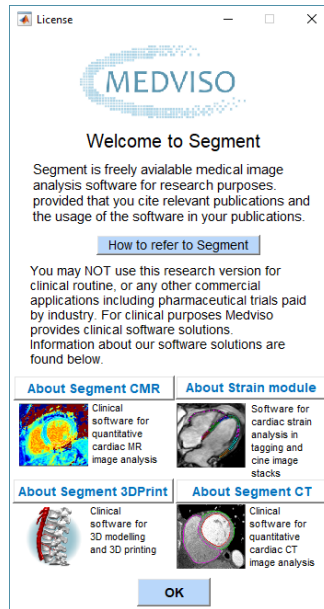 License
MEDVISO
Welcome to Segment
Segment is freely avialable medical image
analysis software for research purposes.
provided that you cite relevant publications and
the usage of the software in your publications.
How to refer to Segment
You may NOT use this research version for
clinical routine, or any other commercial
applications including pharmaceutical trials paid
by industry. For clinical purposes Medviso
provides clinical software solutions.
Information about our software solutions are
found below.
About Segment CMR
Clinical
software for
quantitative
cardiac MR
image analysis
About Strain module
Software for
cardiac strain
analysis in
tagging and
cine image
stacks
About Segment 3DPrint
Clinical
software for
3D modelling
and 3D printing
About Segment CT
Clinical
software for
quantitative
cardiac CT
image analysis
OK